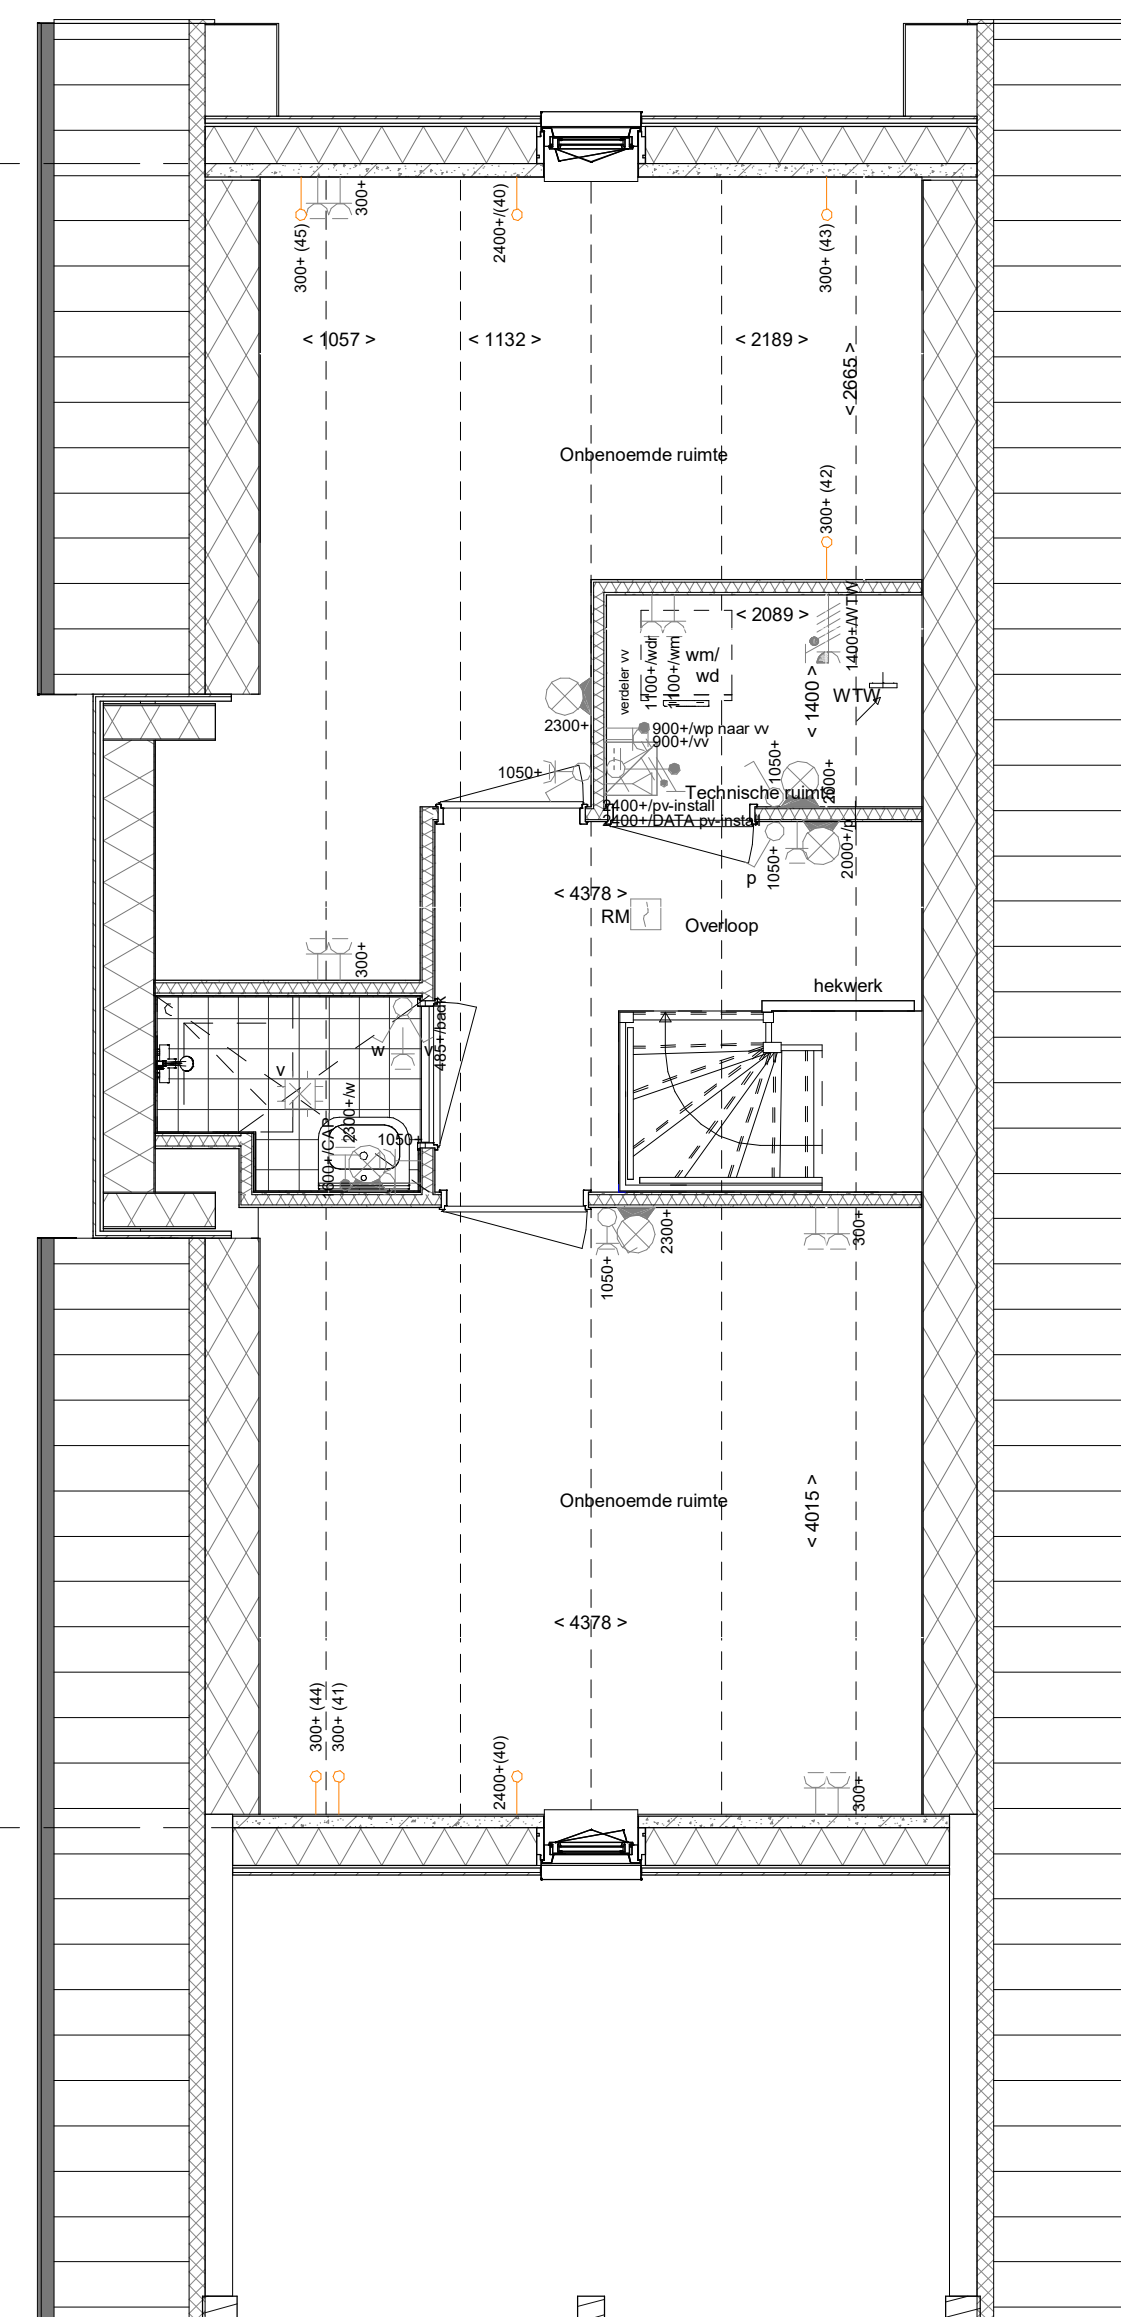 300+ (45)
300+
2400+/(40)
300+ (43)
< 1057 >
< 1132 >
< 2189 >
< 2665 >
Onbenoemde ruimte
300+ (42)
< 2089 >
1400+/WTW
verdeler vv
1100+/wdr
1100+/wm
wm/
wd
< 1400 >
WTW
2300+
900+/wp naar vv
900+/vv
1050+
1050+
2000+
Technische ruimte
2400+/pv-install
2400+/DATA pv-install
1050+
2000+/p
p
< 4378 >
RM
Overloop
300+
hekwerk
485+/badk
w
v
v
2300+/w
1600+/CAP
1050+
1050+
2300+
300+
Onbenoemde ruimte
< 4015 >
< 4378 >
300+ (44)
300+ (41)
2400+(40)
300+